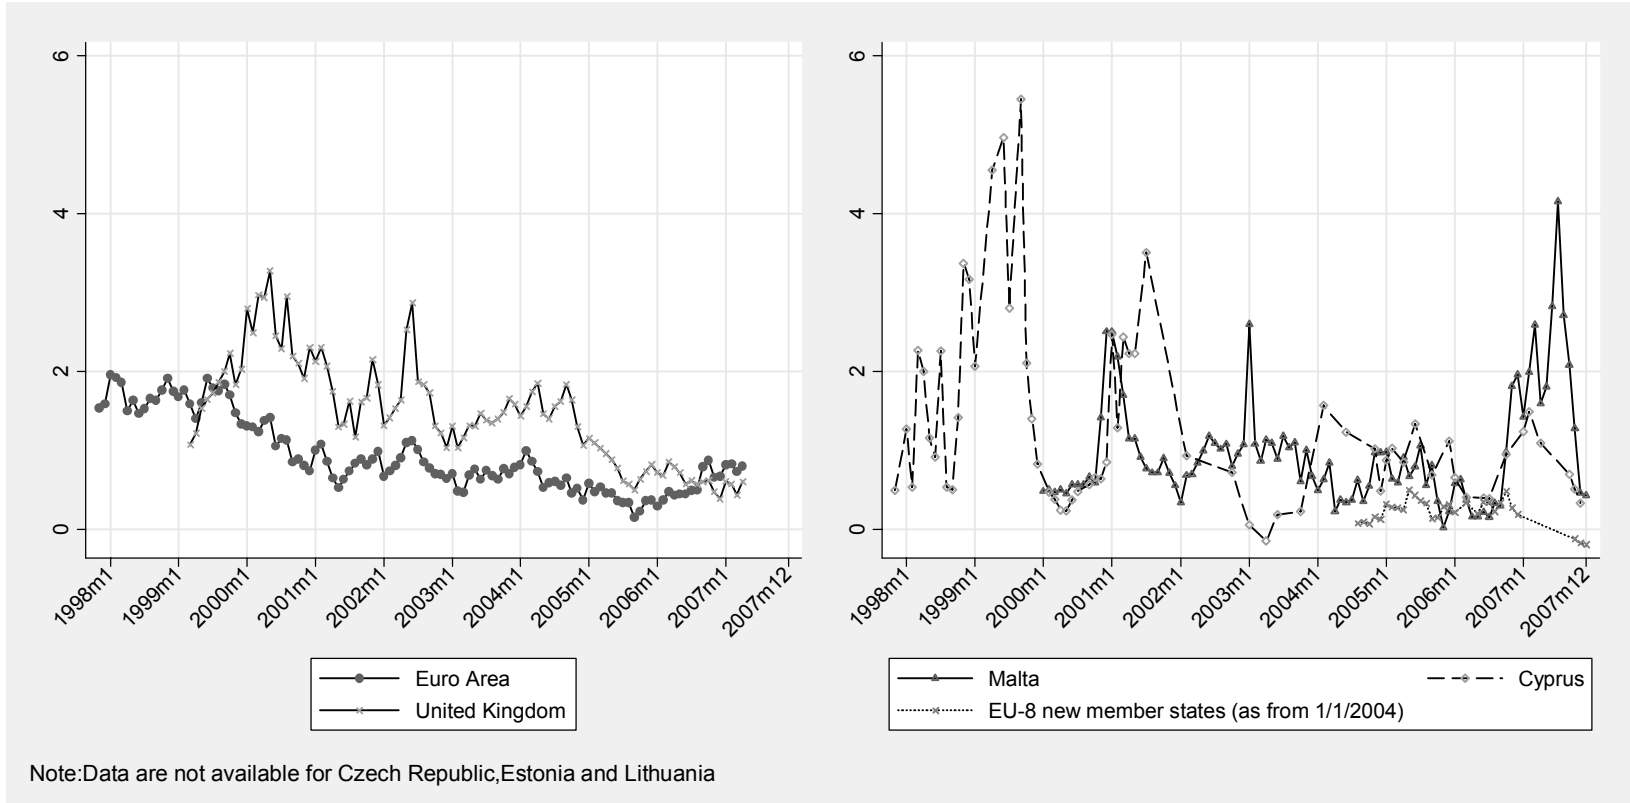 6
4
2
0
1998m1
1999m1
2000m1
2001m1
2002m1
2003m1
2004m1
2005m1
2006m1
2007m1
2007m12
Euro Area
United Kingdom
6
4
2
0
1998m1
1999m1
2000m1
2001m1
2002m1
2003m1
2004m1
2005m1
2006m1
2007m1
2007m12
Malta Cyprus
EU-8 new member states (as from 1/1/2004)
Note:Data are not available for Czech Republic,Estonia and Lithuania